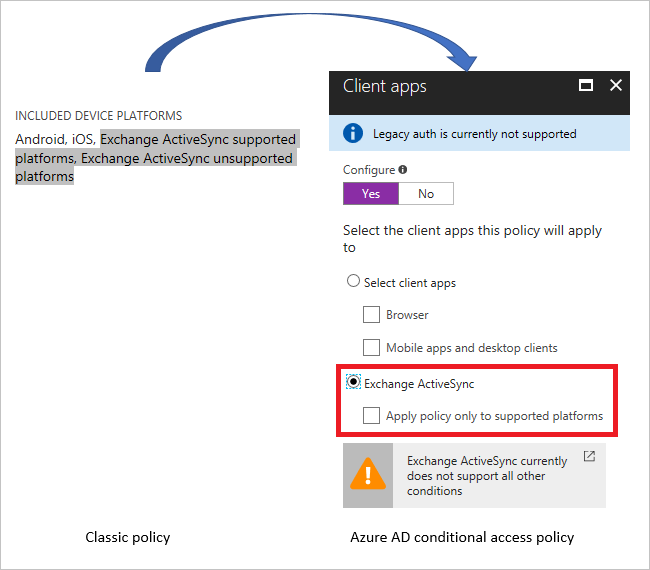 INCLUDED DEVICE PLATFORMS
Android, iOS, Exchange ActiveSync supported
platforms, Exchange ActiveSync unsupported
platforms
Classic policy
Client apps
Legacy auth is currently not supported
Configure
Yes No
Select the client apps this policy will apply
to
Select client apps
Browser
Mobile apps and desktop clients
Exchange ActiveSync
Apply policy only to supported platforms
Exchange ActiveSync currently
does not support all other
conditions
Azure AD conditional access policy